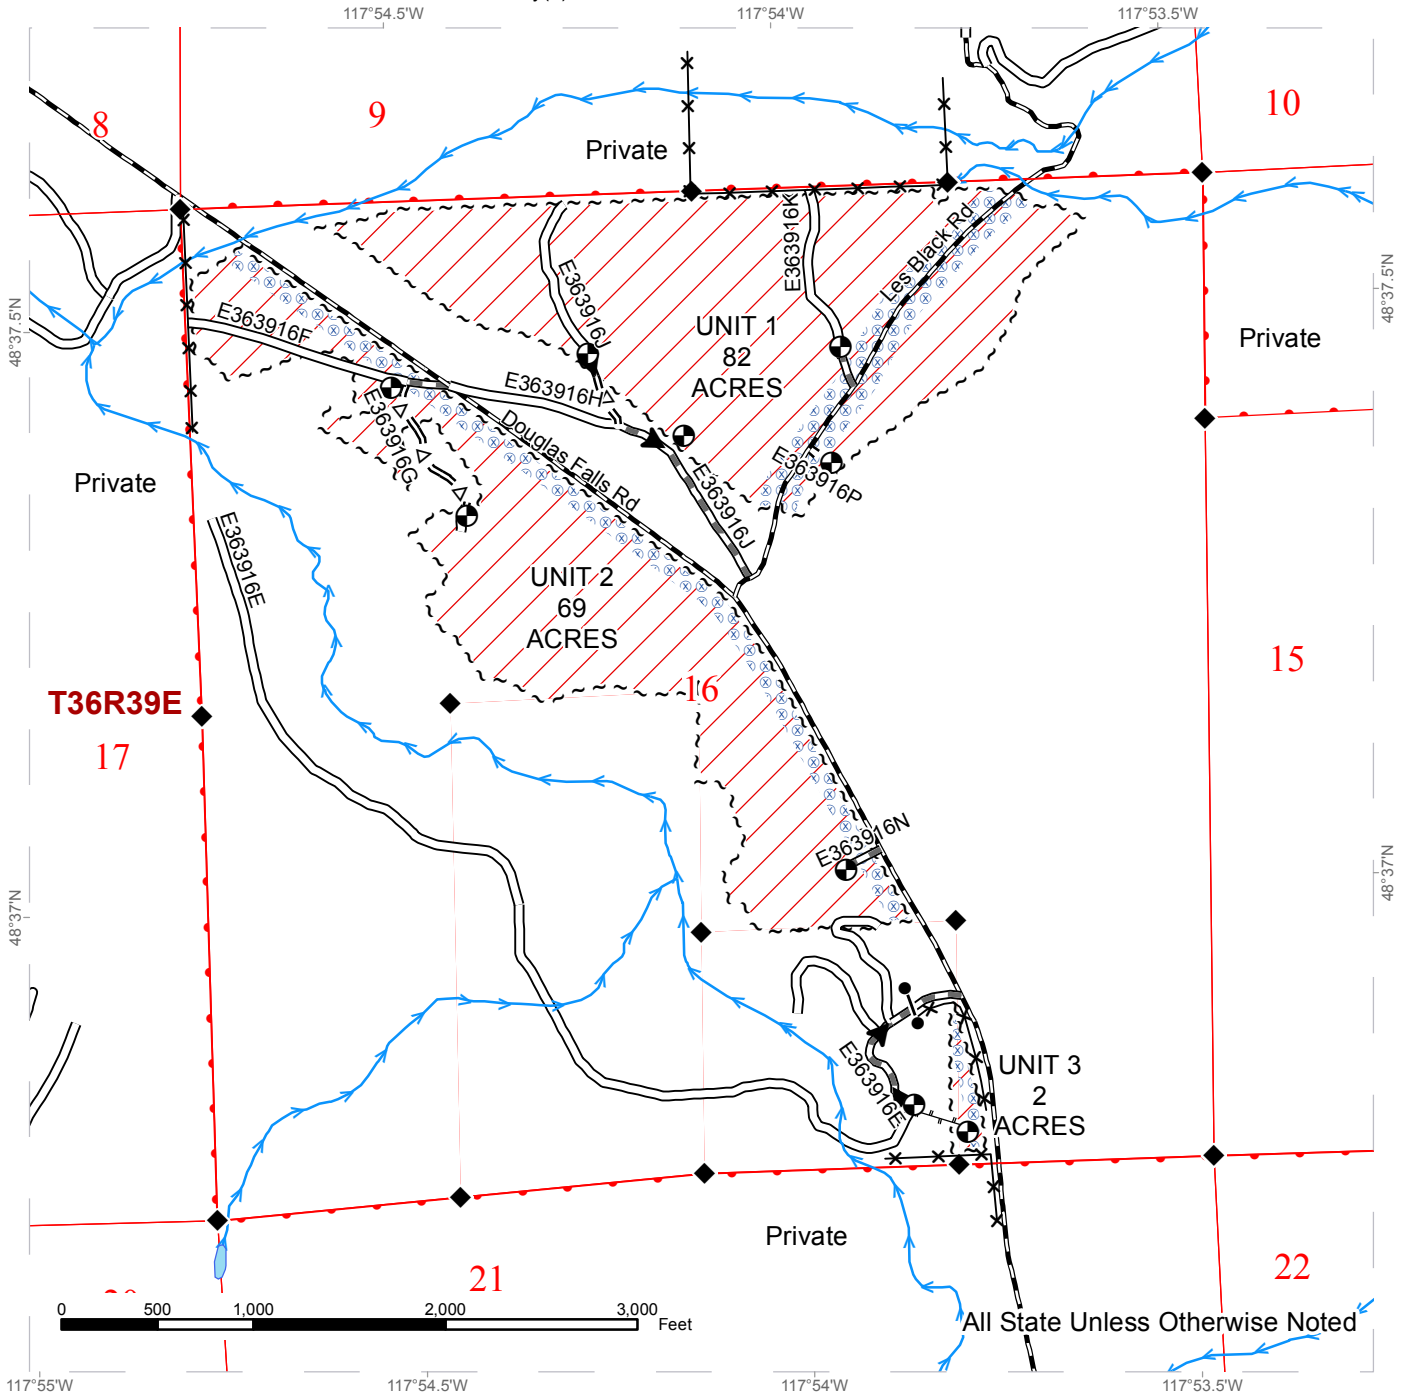 117°54.5'W
117°54'W
117°53.5'W
8
9
10
Private
E363916K
Les Black Rd
E363916J
48°37.5'N
48°37.5'N
E363916F
UNIT 1
82
ACRES
Private
E363916H
E363916G
Douglas Falls Rd
E363916J
E363916P
Private
E363916E
UNIT 2
69
ACRES
16
15
T36R39E
17
E363916N
48°37'N
48°37'N
E363916E
UNIT 3
2
ACRES
Private
21
22
0
500
1,000
2,000
3,000
Feet
All State Unless Otherwise Noted
117°55'W
117°54.5'W
117°54'W
117°53.5'W